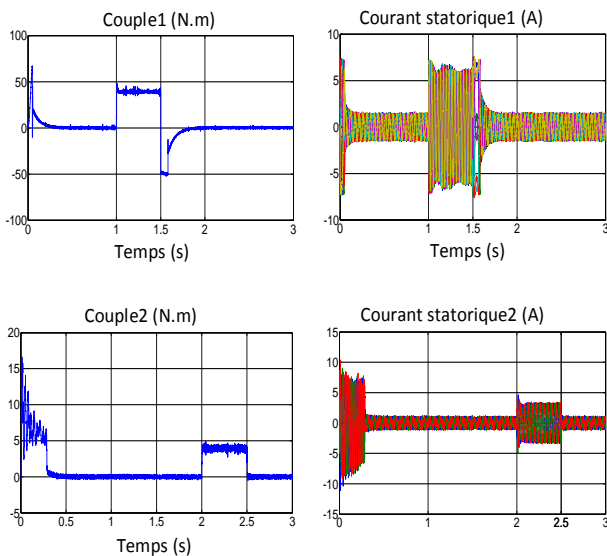 Couple1 (N.m)
100
50
0
-50
-100
0 1 1.5 2 3
Temps (s)
Courant statorique1 (A)
10
5
0
-5
-10
0 1 1.5 2 3
Temps (s)
Couple2 (N.m)
20
15
10
5
0
-5
0 0.5 1 1.5 2 2.5 3
Temps (s)
Courant statorique2 (A)
15
10
5
0
-5
-10
-15
0 1 2 2.5 3
Temps (s)